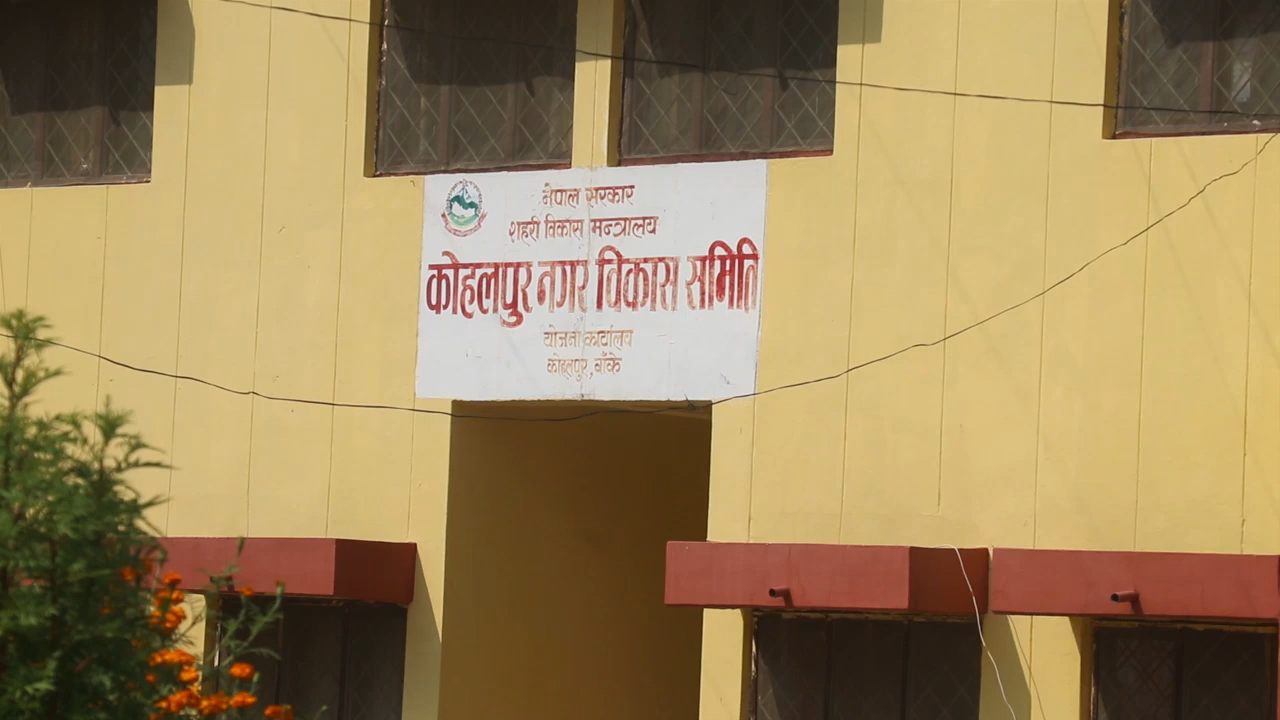 नेपाल सरकार
शहरी विकास मन्त्रालय
कोहलपुर नगर विकास समिति
योजना कार्यालय
कोहलपुर, बाँके